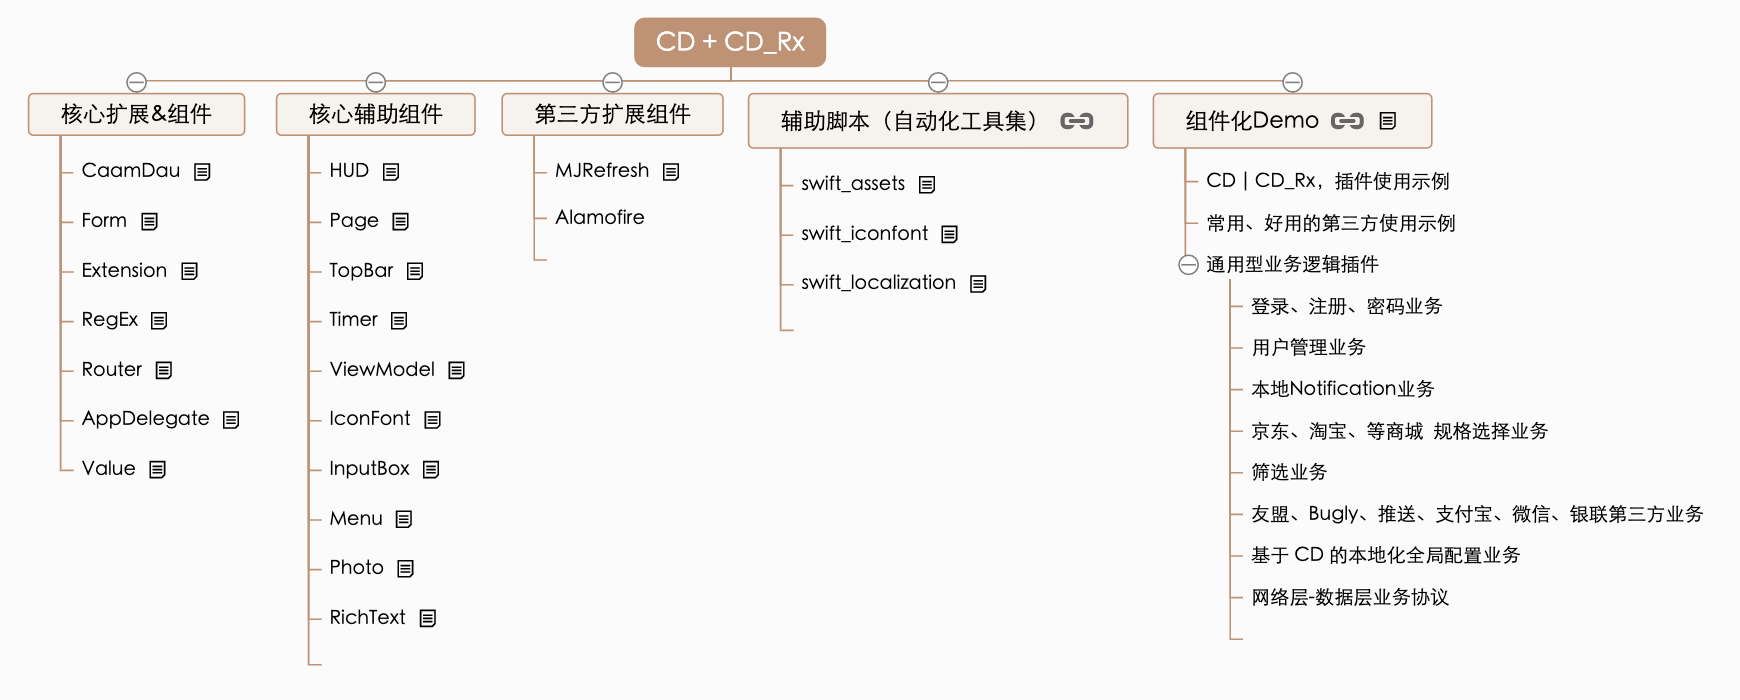 CD + CD_Rx
核心扩展&组件
CaamDau
Form
Extension
RegEx
Router
AppDelegate
Value
核心辅助组件
HUD
Page
TopBar
Timer
ViewModel
IconFont
InputBox
Menu
Photo
RichText
第三方扩展组件
MJRefresh
Alamofire
辅助脚本（自动化工具集）
swift_assets
swift_iconfont
swift_localization
组件化Demo
CD | CD_Rx，插件使用示例
常用、好用的第三方使用示例
通用型业务逻辑插件
登录、注册、密码业务
用户管理业务
本地Notification业务
京东、淘宝、等商城 规格选择业务
筛选业务
友盟、Bugly、推送、支付宝、微信、银联第三方业务
基于 CD 的本地化全局配置业务
网络层-数据层业务协议